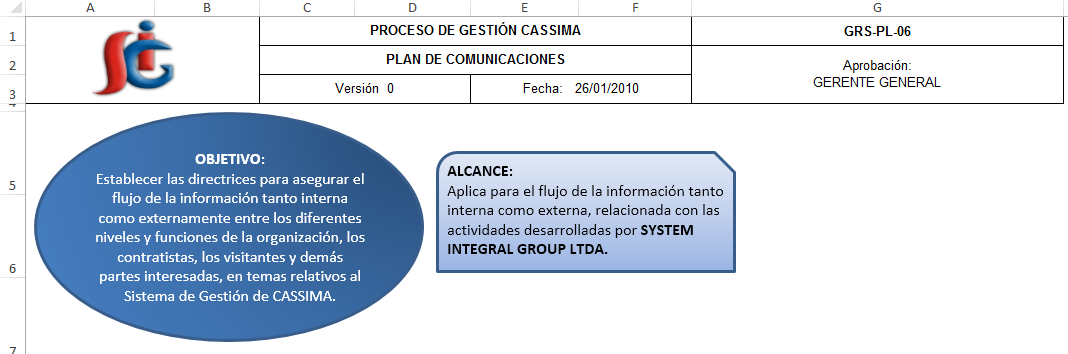 A B C D E F G
1 PROCESO DE GESTIÓN CASSIMA GRS-PL-06
2 PLAN DE COMUNICACIONES Aprobación:
GERENTE GENERAL
3 Versión 0 Fecha: 26/01/2010
4
SIG
OBJETIVO:
Establecer las directrices para asegurar el
flujo de la información tanto interna
como externamente entre los diferentes
niveles y funciones de la organización, los
contratistas, los visitantes y demás
partes interesadas, en temas relativos al
Sistema de Gestión de CASSIMA.
5
ALCANCE:
Aplica para el flujo de la información tanto
interna como externa, relacionada con las
actividades desarrolladas por SYSTEM
INTEGRAL GROUP LTDA.
6
7